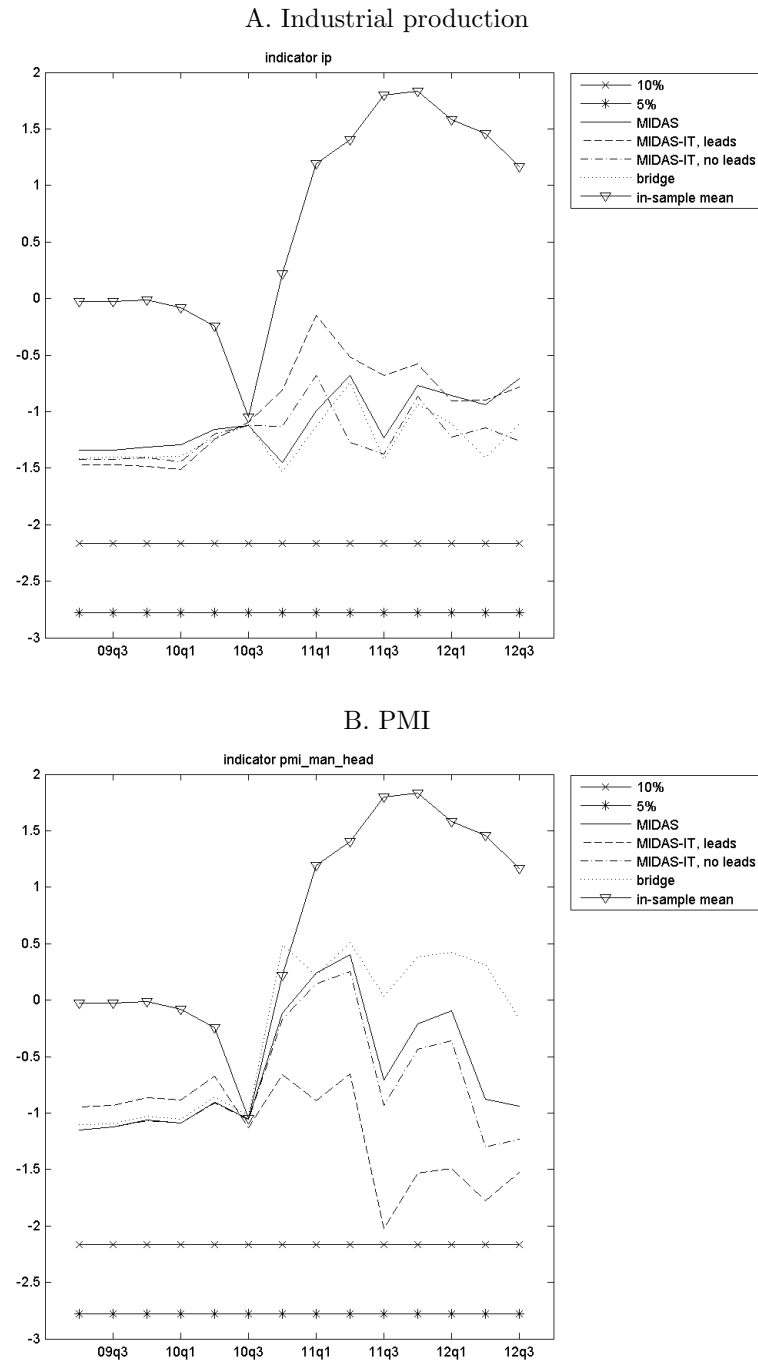 A. Industrial production
indicator ip
2
1.5
1
0.5
0
-0.5
-1
-1.5
-2
-2.5
-3
09q3 10q1 10q3 11q1 11q3 12q1 12q3
10%
5%
MIDAS
MIDAS-IT, leads
MIDAS-IT, no leads
bridge
in-sample mean
B. PMI
indicator pmi_man_head
2
1.5
1
0.5
0
-0.5
-1
-1.5
-2
-2.5
-3
09q3 10q1 10q3 11q1 11q3 12q1 12q3
10%
5%
MIDAS
MIDAS-IT, leads
MIDAS-IT, no leads
bridge
in-sample mean